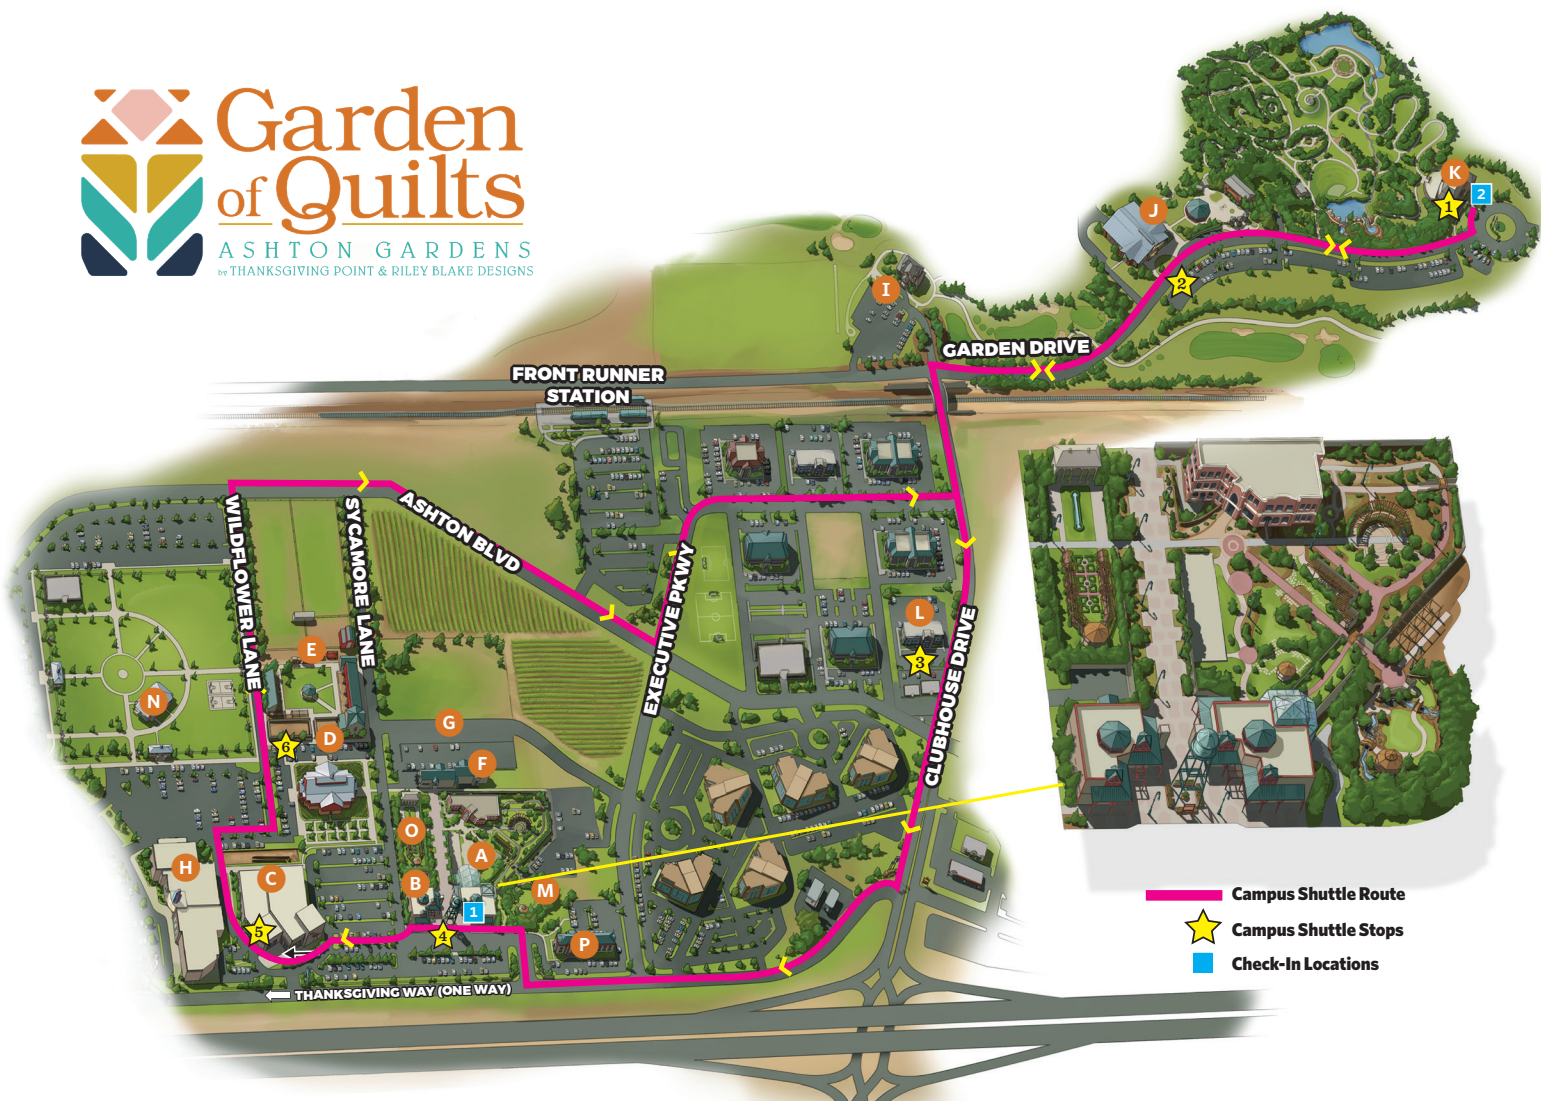 Garden
of Quilts
ASHTON GARDENS
by THANKSGIVING POINT & RILEY BLAKE DESIGNS
K
2
1
J
2
I
GARDEN DRIVE
FRONT RUNNER
STATION
WILDFLOWER LANE
SYCAMORE LANE
ASHTON BLVD
EXECUTIVE PKWY
CLUBHOUSE DRIVE
L
3
E
N
G
D
6
F
O
A
H
C
B
M
1
5
4
P
THANKSGIVING WAY (ONE WAY)
Campus Shuttle Route
Campus Shuttle Stops
Check-In Locations